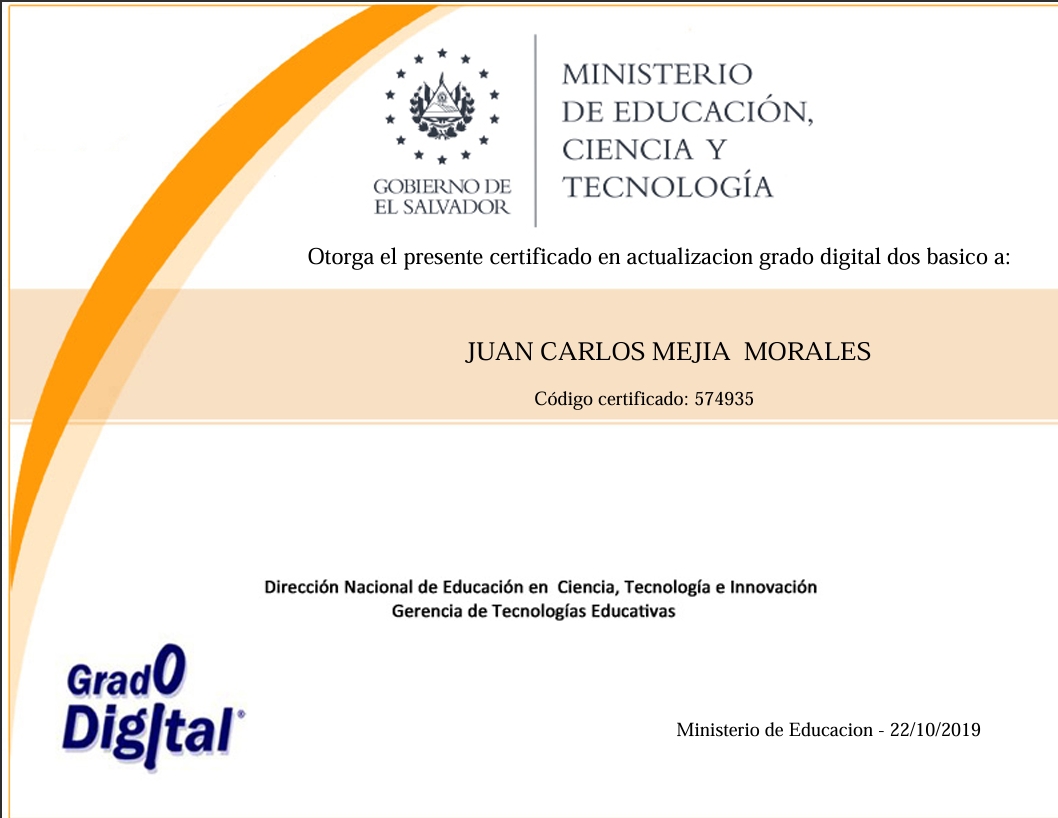 GOBIERNO DE
EL SALVADOR
MINISTERIO
DE EDUCACIÓN,
CIENCIA Y
TECNOLOGÍA
Otorga el presente certificado en actualizacion grado digital dos basico a:
JUAN CARLOS MEJIA MORALES
Código certificado: 574935
Dirección Nacional de Educación en Ciencia, Tecnología e Innovación
Gerencia de Tecnologías Educativas
GradO
DigItal®
Ministerio de Educacion - 22/10/2019